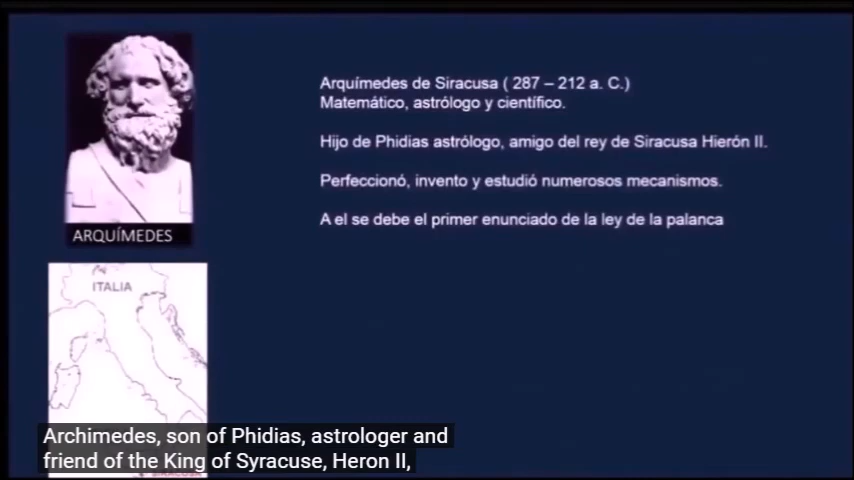 Arquímedes de Siracusa ( 287 – 212 a. C.)
Matemático, astrólogo y científico.
Hijo de Phidias astrólogo, amigo del rey de Siracusa Hierón II.
Perfeccionó, invento y estudió numerosos mecanismos.
A el se debe el primer enunciado de la ley de la palanca
ARQUÍMEDES
ITALIA
Archimedes, son of Phidias, astrologer and
friend of the King of Syracuse, Heron II,